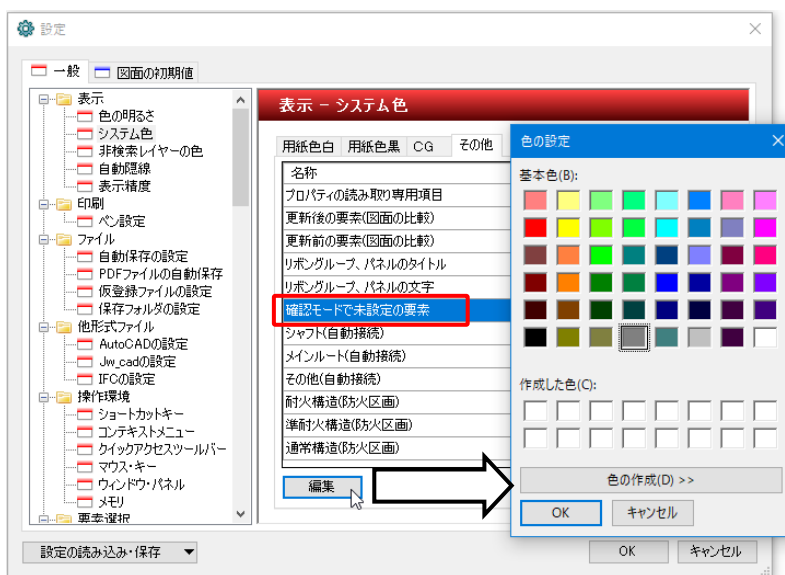 設定
一般
図面の初期値
表示
色の明るさ
システム色
非検索レイヤーの色
自動隠線
表示精度
印刷
ペン設定
ファイル
自動保存の設定
PDFファイルの自動保存
仮登録ファイルの設定
保存フォルダの設定
他形式ファイル
AutoCADの設定
Jw_cadの設定
IFCの設定
操作環境
ショートカットキー
コンテキストメニュー
クイックアクセスツールバー
マウス・キー
ウィンドウ・パネル
メモリ
要素選択
表示 − システム色
用紙色白 用紙色黒 CG その他
名称
プロパティの読み取り専用項目
更新後の要素(図面の比較)
更新前の要素(図面の比較)
リボングループ、パネルのタイトル
リボングループ、パネルの文字
確認モードで未設定の要素
シャフト(自動接続)
メインルート(自動接続)
その他(自動接続)
耐火構造(防火区画)
準耐火構造(防火区画)
通常構造(防火区画)
編集
色の設定
基本色(B):
作成した色(C):
色の作成(D) >>
OK キャンセル
設定の読み込み・保存
OK キャンセル